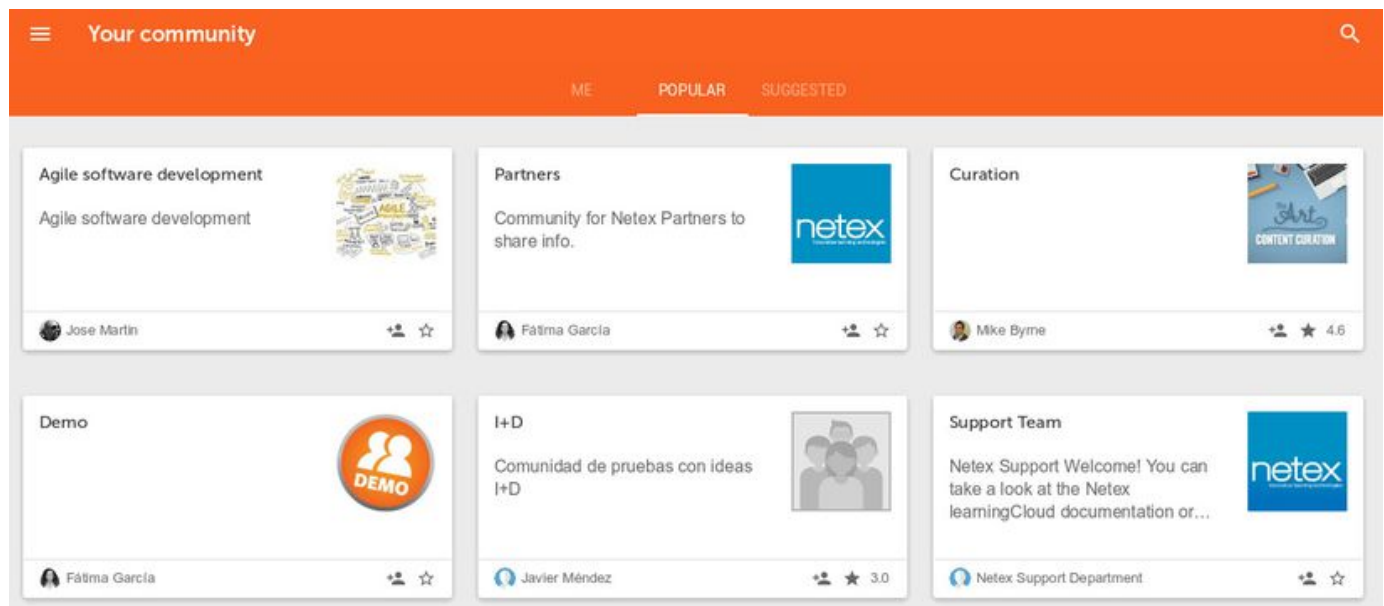 Your community
ME
POPULAR
SUGGESTED
Agile software development
Agile software development
AGILE
Jose Martin
Partners
Community for Netex Partners to
share info.
netex
Fátima García
Curation
The
Art
CONTENT CURATION
Mike Byrne
4.6
Demo
DEMO
Fátima García
I+D
Comunidad de pruebas con ideas
I+D
Javier Méndez
3.0
Support Team
Netex Support Welcome! You can
take a look at the Netex
learningCloud documentation or...
netex
Netex Support Department